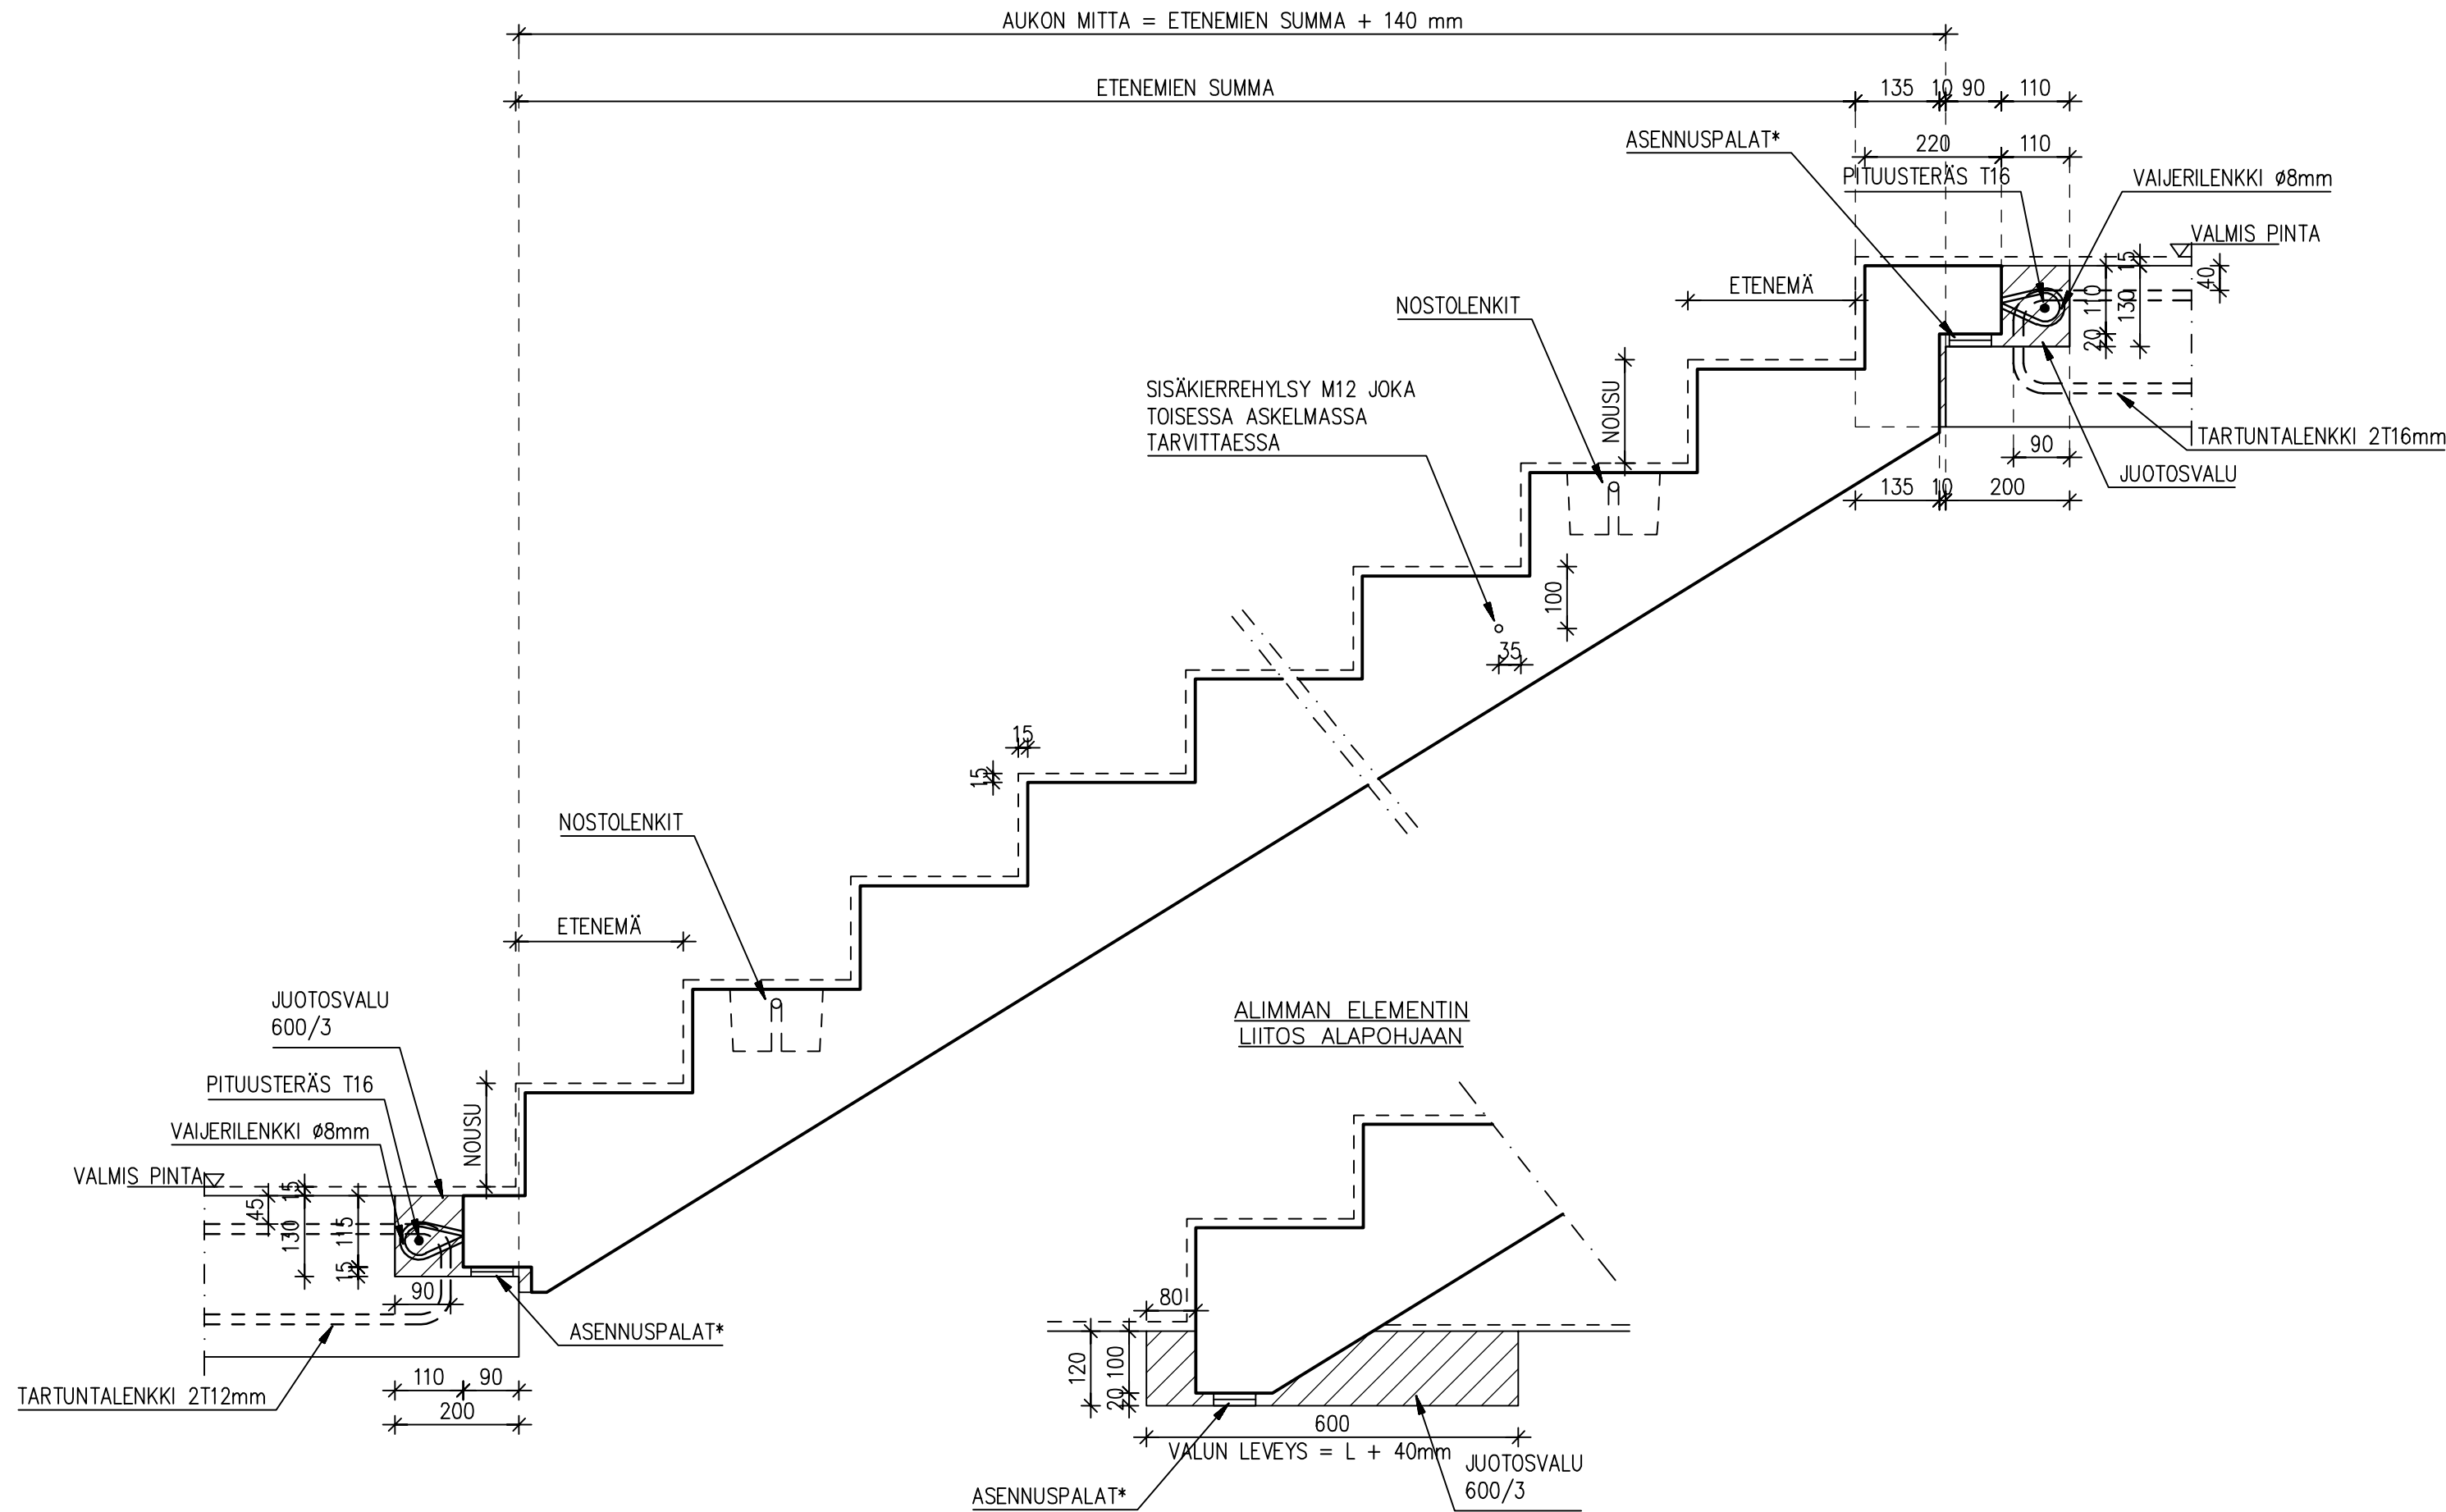 AUKON MITTA = ETENEMIEN SUMMA + 140 mm
ETENEMIEN SUMMA
135 10 90 110
ASENNUSPALAT*
220 110
PITUUSTERÄS T16
VAIJERILENKKI Ø8mm
VALMIS PINTA
15
40
110
130
20
ETENEMÄ
NOSTOLENKIT
NOUSU
SISÄKIERREHYLSY M12 JOKA
TOISESSA ASKELMASSA
TARVITTAESSA
TARTUNTALENKKI 2T16mm
90
JUOTOSVALU
135 10 200
100
35
15
15
NOSTOLENKIT
ETENEMÄ
JUOTOSVALU
600/3
PITUUSTERÄS T16
NOUSU
VAIJERILENKKI Ø8mm
VALMIS PINTA
15
45
130
115
15
90
ASENNUSPALAT*
110 90
TARTUNTALENKKI 2T12mm
200
ALIMMAN ELEMENTIN
LIITOS ALAPOHJAAN
80
120
100
20
600
VALUN LEVEYS = L + 40mm
JUOTOSVALU
600/3
ASENNUSPALAT*